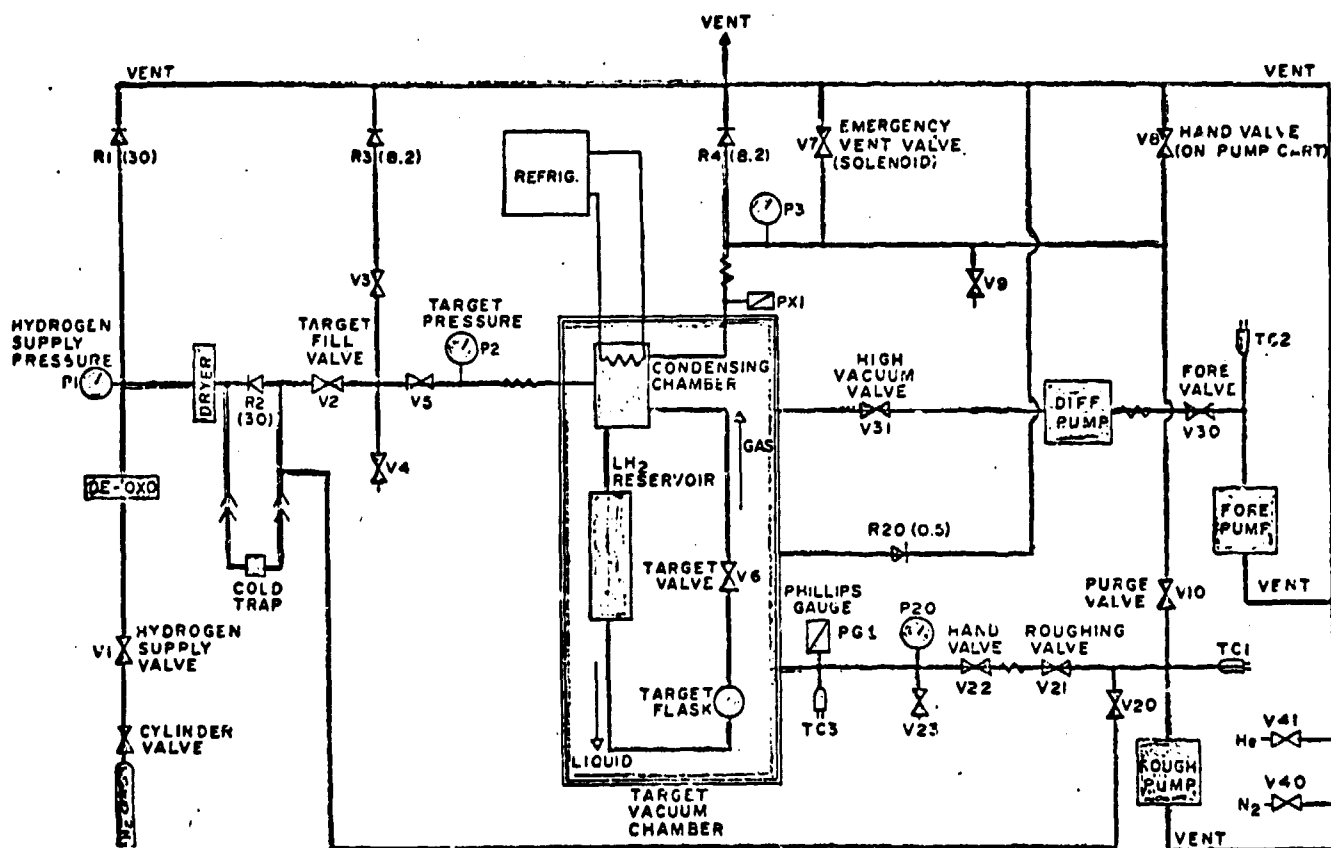 VENT
VENT
VENT
R1 (30)
R3 (8.2)
R4 (8.2)
V7
EMERGENCY
VENT VALVE
(SOLENOID)
V8
HAND VALVE
(ON PUMP CART)
REFRIG.
P3
V3
V9
PX1
HYDROGEN
SUPPLY
PRESSURE
P1
TARGET
FILL
VALVE
TARGET
PRESSURE
P2
DRYER
R2
(30)
V2
V5
CONDENSING
CHAMBER
HIGH
VACUUM
VALVE
V31
DIFF
PUMP
FORE
VALVE
V30
TC2
V4
GAS
LH2
RESERVOIR
DE-OXO
FORE
PUMP
R20 (0.5)
COLD
TRAP
TARGET
VALVE
V6
PHILLIPS
GAUGE
PG1
P20
PURGE
VALVE
V10
VENT
V1
HYDROGEN
SUPPLY
VALVE
HAND
VALVE
V22
ROUGHING
VALVE
V21
TC1
TARGET
FLASK
TC3
V23
V20
CYLINDER
VALVE
LIQUID
ROUGH
PUMP
V41
He
V40
N2
TARGET
VACUUM
CHAMBER
VENT